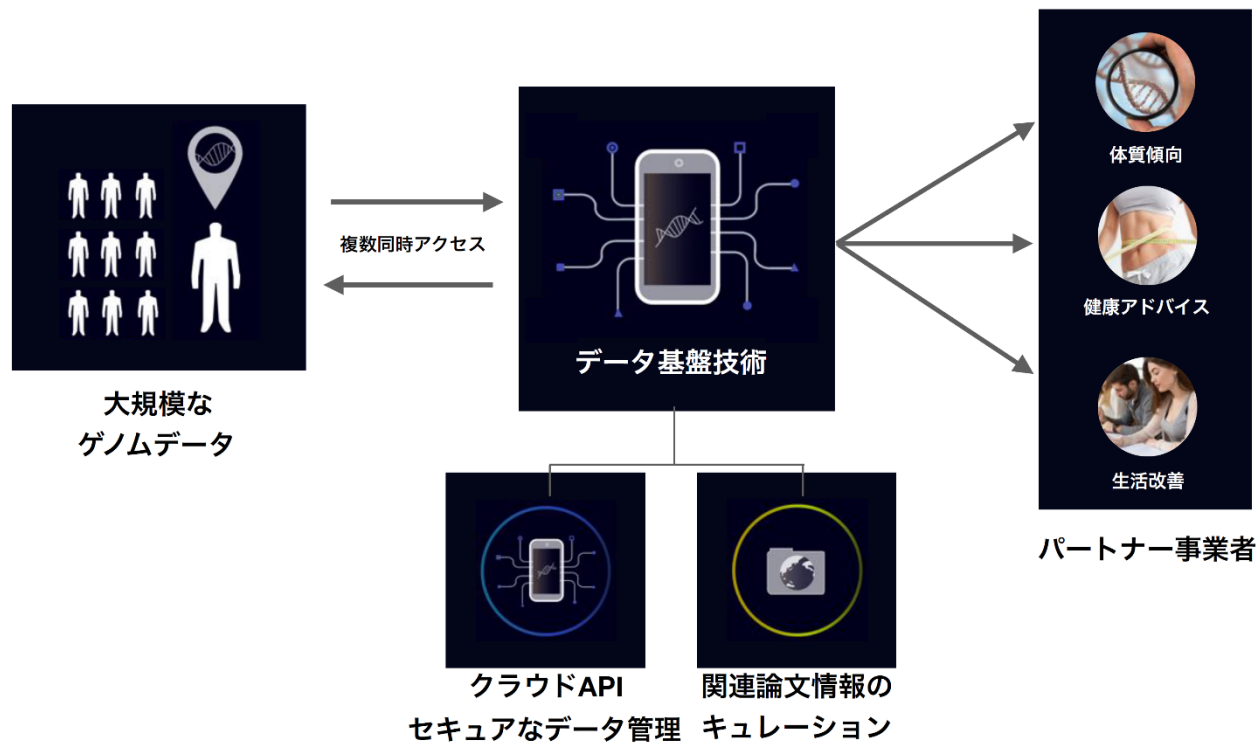 大規模な
ゲノムデータ
複数同時アクセス
データ基盤技術
クラウドAPI
セキュアなデータ管理
関連論文情報の
キュレーション
体質傾向
健康アドバイス
生活改善
パートナー事業者